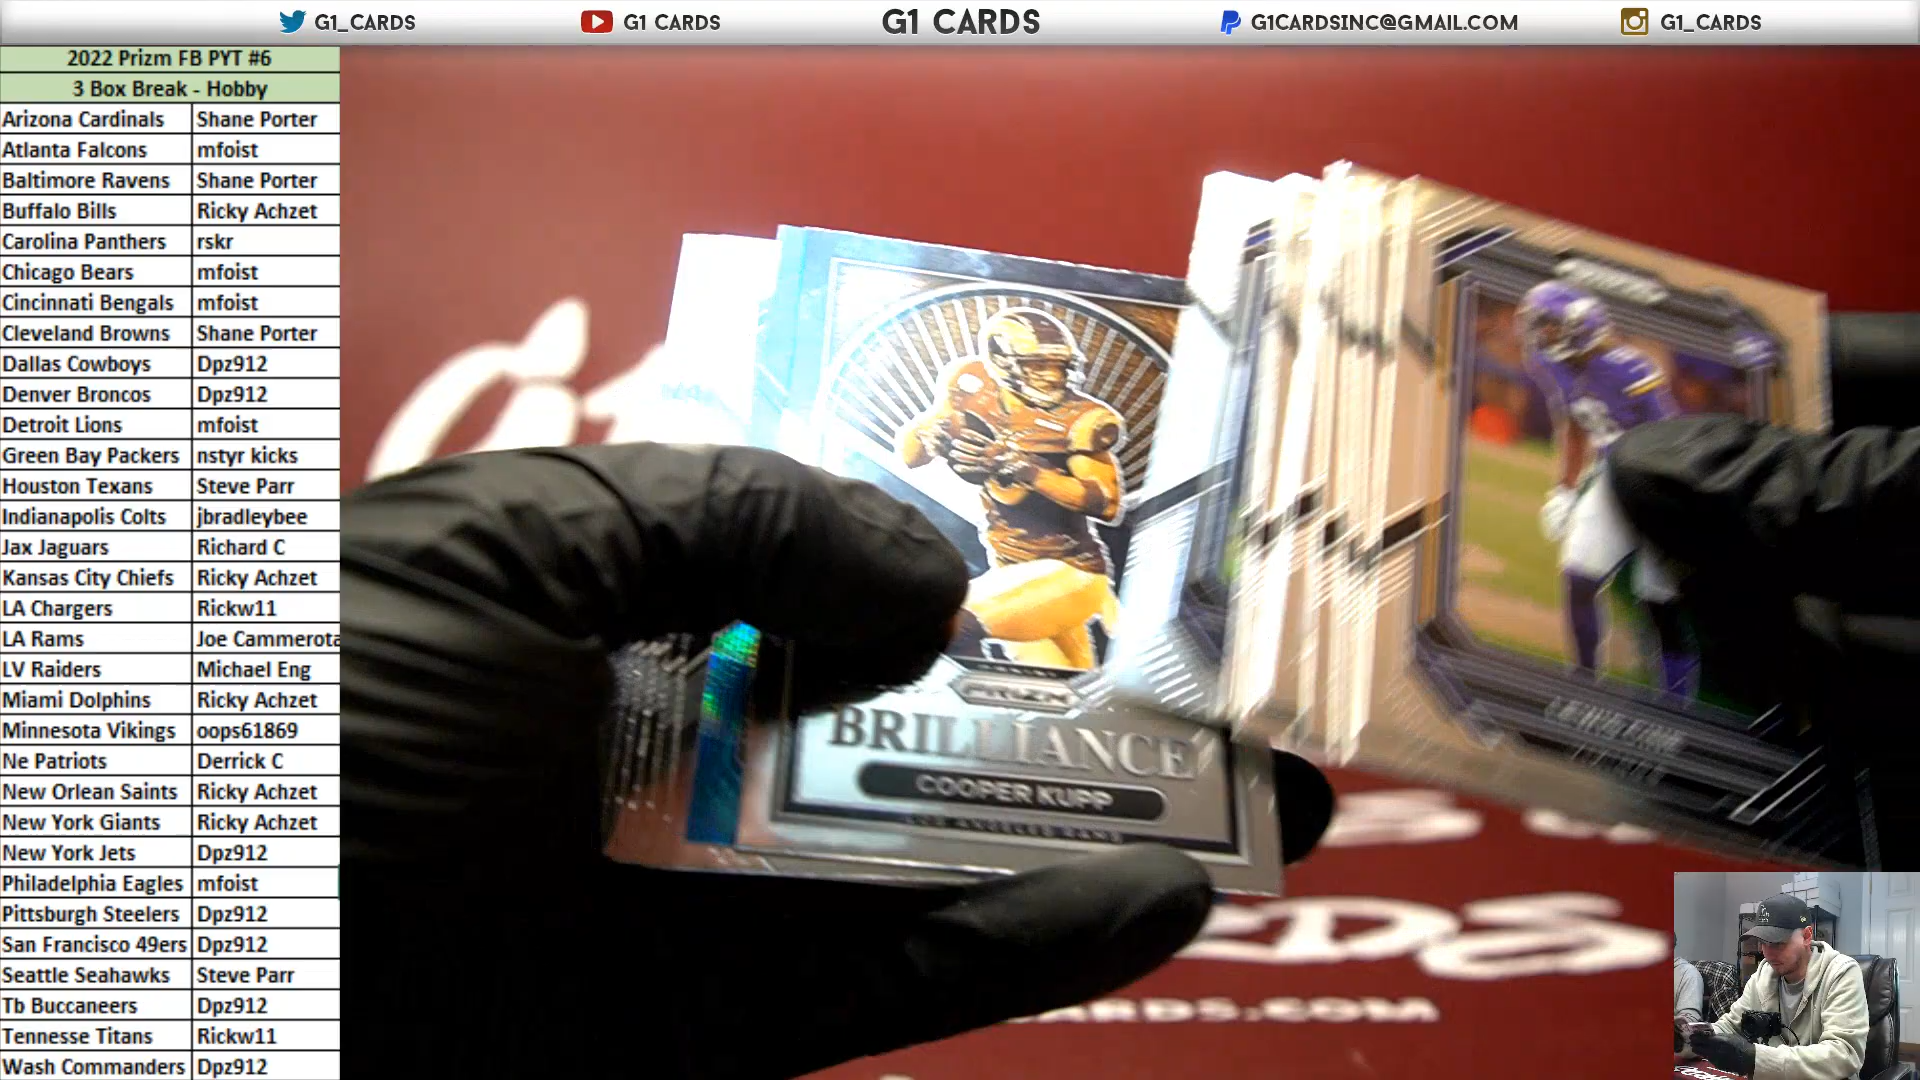 G1_CARDS G1 CARDS G1 CARDS G1CARDSINC@GMAIL.COM G1_CARDS
2022 Prizm FB PYT #6
3 Box Break - Hobby
Arizona Cardinals Shane Porter
Atlanta Falcons mfoist
Baltimore Ravens Shane Porter
Buffalo Bills Ricky Achzet
Carolina Panthers rskr
Chicago Bears mfoist
Cincinnati Bengals mfoist
Cleveland Browns Shane Porter
Dallas Cowboys Dpz912
Denver Broncos Dpz912
Detroit Lions mfoist
Green Bay Packers nstyr kicks
Houston Texans Steve Parr
Indianapolis Colts jbradleybee
Jax Jaguars Richard C
Kansas City Chiefs Ricky Achzet
LA Chargers Rickw11
LA Rams Joe Cammerota
LV Raiders Michael Eng
Miami Dolphins Ricky Achzet
Minnesota Vikings oops61869
Ne Patriots Derrick C
New Orlean Saints Ricky Achzet
New York Giants Ricky Achzet
New York Jets Dpz912
Philadelphia Eagles mfoist
Pittsburgh Steelers Dpz912
San Francisco 49ers Dpz912
Seattle Seahawks Steve Parr
Tb Buccaneers Dpz912
Tennesse Titans Rickw11
Wash Commanders Dpz912
PRIZM
BRILLIANCE
COOPER KUPP
LOS ANGELES RAMS
PRIZM